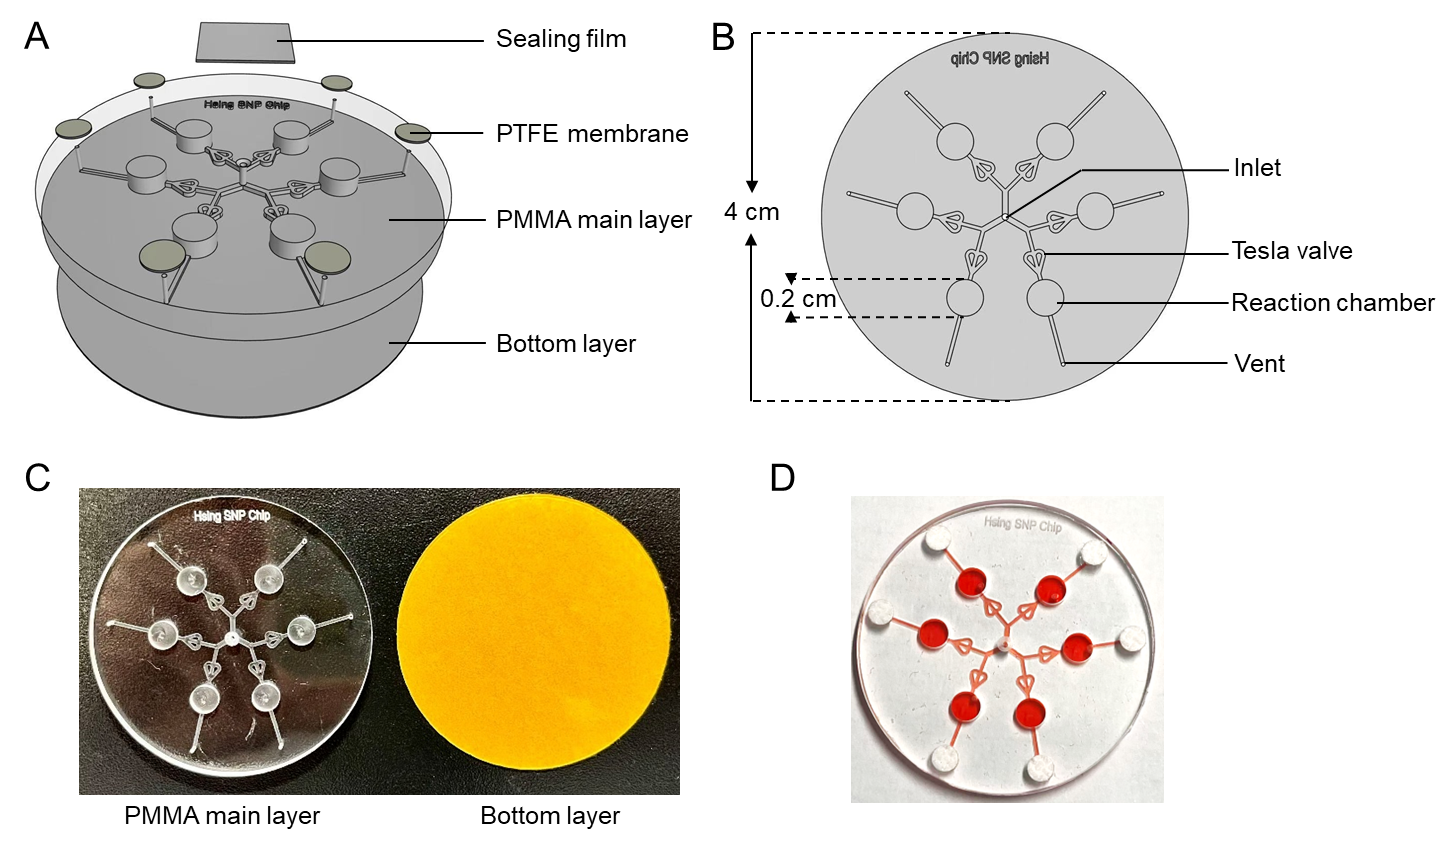 A
Sealing film
Hsing SNP Chip
PTFE membrane
PMMA main layer
Bottom layer
B
Hsing SNP Chip
Inlet
4 cm
Tesla valve
0.2 cm
Reaction chamber
Vent
C
Hsing SNP Chip
PMMA main layer
Bottom layer
D
Hsing SNP Chip